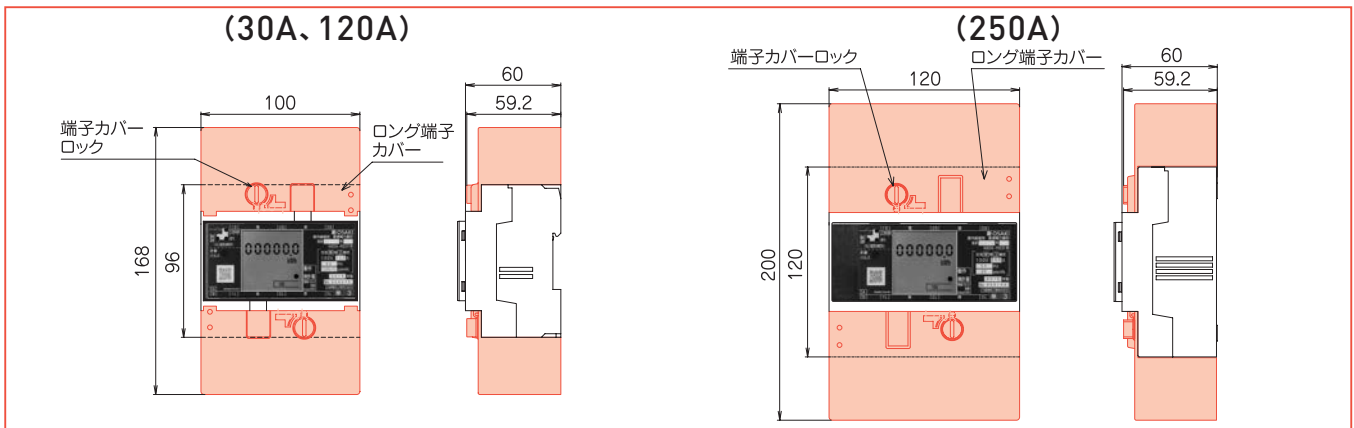 (30A、120A)
(250A)
端子カバー
ロック
ロング端子
カバー
100
168
96
60
59.2
000000
端子カバーロック
ロング端子カバー
120
200
120
60
59.2
000000